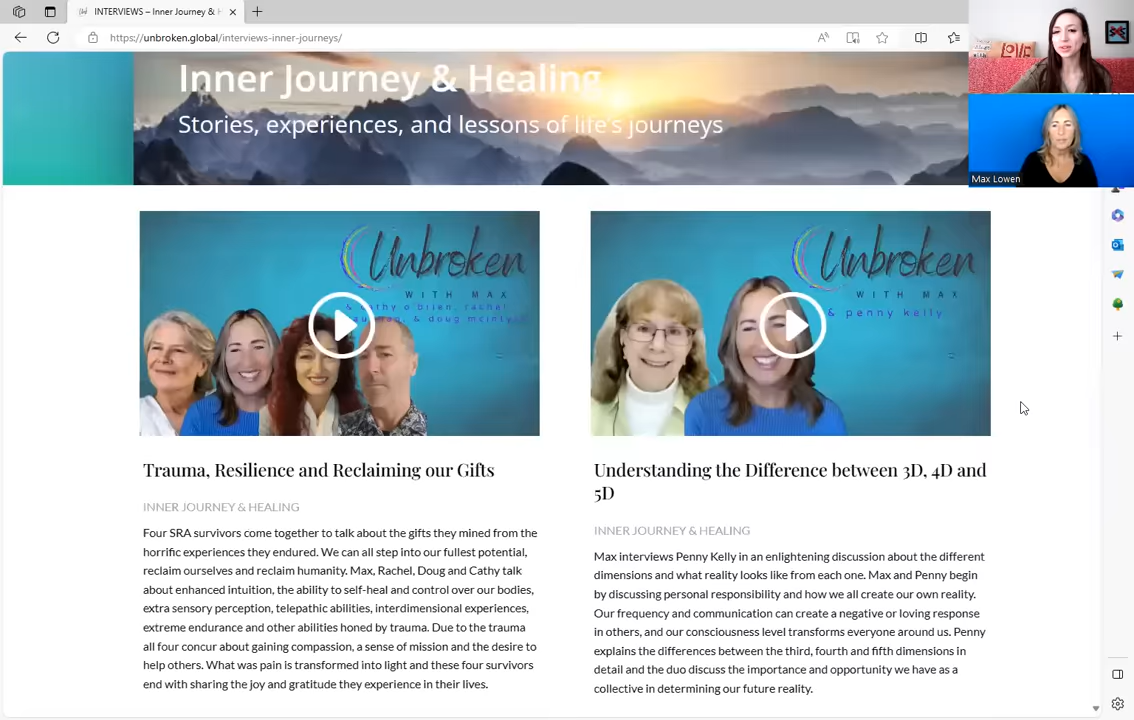 INTERVIEWS – Inner Journey & H
https://unbroken.global/interviews-inner-journeys/
Inner Journey & Healing
Stories, experiences, and lessons of life's journeys
LOVE
Max Lowen
Unbroken
WITH MAX
& cathy o'brien, rachel
& doug mcinty
Unbroken
WITH MAX
& penny kelly
Trauma, Resilience and Reclaiming our Gifts
INNER JOURNEY & HEALING
Four SRA survivors come together to talk about the gifts they mined from the
horrific experiences they endured. We can all step into our fullest potential,
reclaim ourselves and reclaim humanity. Max, Rachel, Doug and Cathy talk
about enhanced intuition, the ability to self-heal and control over our bodies,
extra sensory perception, telepathic abilities, interdimensional experiences,
extreme endurance and other abilities honed by trauma. Due to the trauma
all four concur about gaining compassion, a sense of mission and the desire to
help others. What was pain is transformed into light and these four survivors
end with sharing the joy and gratitude they experience in their lives.
Understanding the Difference between 3D, 4D and
5D
INNER JOURNEY & HEALING
Max interviews Penny Kelly in an enlightening discussion about the different
dimensions and what reality looks like from each one. Max and Penny begin
by discussing personal responsibility and how we all create our own reality.
Our frequency and communication can create a negative or loving response
in others, and our consciousness level transforms everyone around us. Penny
explains the differences between the third, fourth and fifth dimensions in
detail and the duo discuss the importance and opportunity we have as a
collective in determining our future reality.